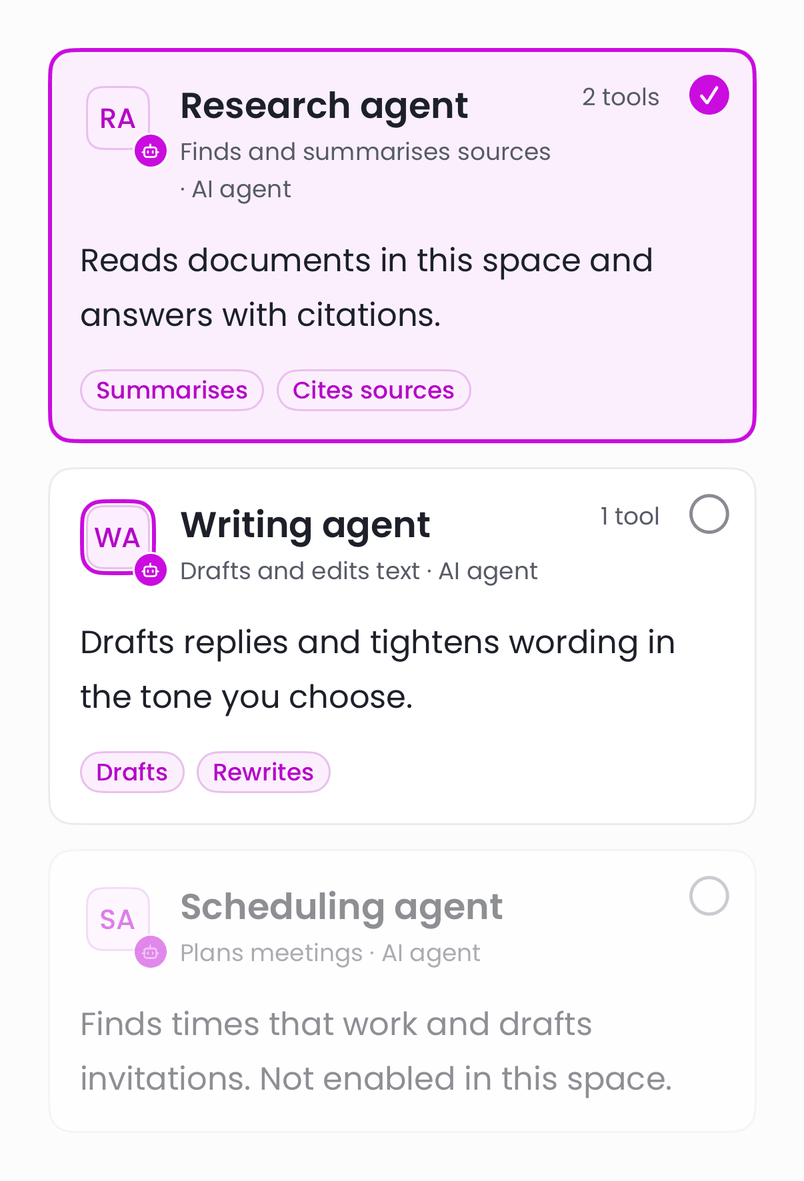 RA
Research agent
2 tools
Finds and summarises sources
· AI agent
Reads documents in this space and
answers with citations.
Summarises
Cites sources
WA
Writing agent
1 tool
Drafts and edits text · AI agent
Drafts replies and tightens wording in
the tone you choose.
Drafts
Rewrites
SA
Scheduling agent
Plans meetings · AI agent
Finds times that work and drafts
invitations. Not enabled in this space.